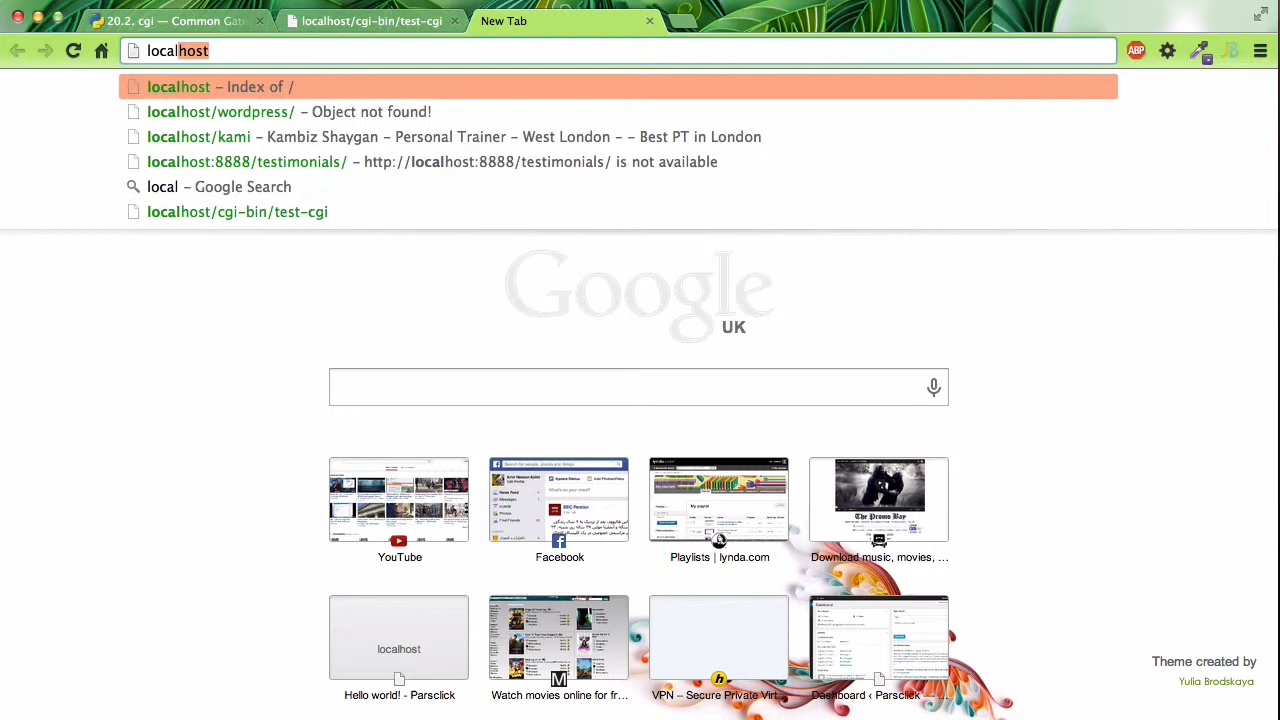 20.2. cgi — Common Gate
localhost/cgi-bin/test-cgi
New Tab
localhost
ABP
localhost – Index of /
localhost/wordpress/ – Object not found!
localhost/kami – Kambiz Shaygan – Personal Trainer – West London – – Best PT in London
localhost:8888/testimonials/ – http://localhost:8888/testimonials/ is not available
local – Google Search
localhost/cgi-bin/test-cgi
Google
UK
The Promo Bay
YouTube
Facebook
Playlists | lynda.com
Download music, movies, ...
localhost
Hello world! - Parsclick
Watch movies online for fr...
VPN – Secure Private Virt...
Dashboard ‹ Parsclick
Theme created by
Yulia Brodskaya